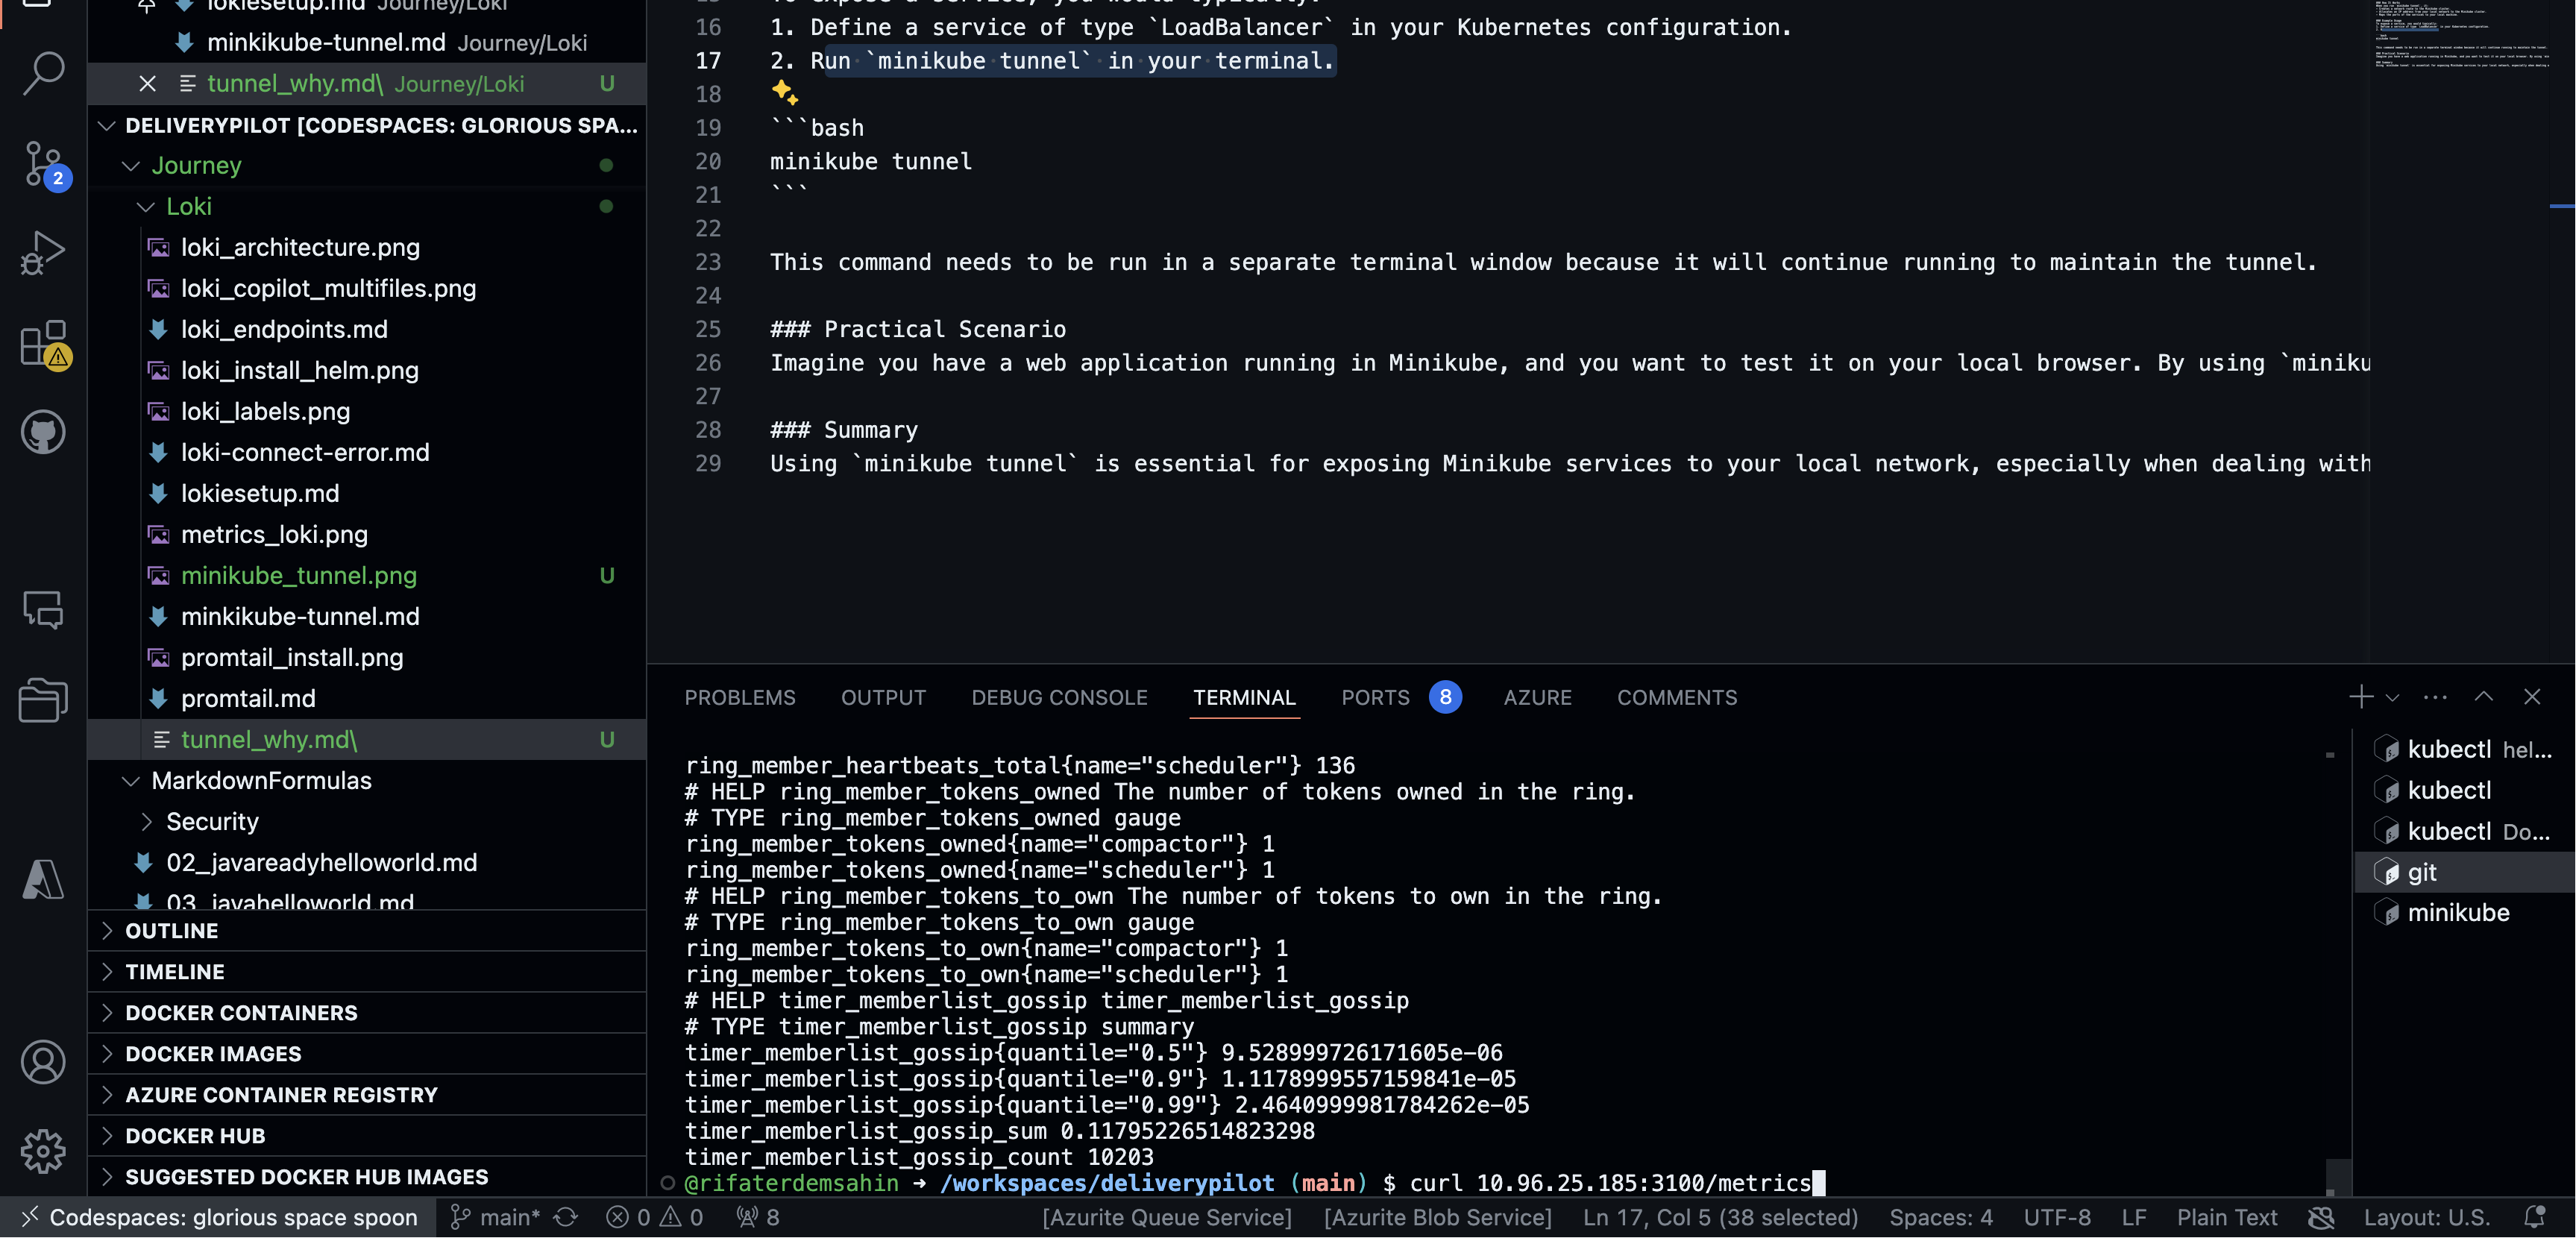 lokiesetup.md Journey/Loki
minkikube-tunnel.md Journey/Loki
tunnel_why.md\ Journey/Loki U
DELIVERYPILOT [CODESPACES: GLORIOUS SPA...
Journey
Loki
loki_architecture.png
loki_copilot_multifiles.png
loki_endpoints.md
loki_install_helm.png
loki_labels.png
loki-connect-error.md
lokiesetup.md
metrics_loki.png
minikube_tunnel.png U
minkikube-tunnel.md
promtail_install.png
promtail.md
tunnel_why.md\ U
MarkdownFormulas
Security
02_javareadyhelloworld.md
03_javahelloworld.md
OUTLINE
TIMELINE
DOCKER CONTAINERS
DOCKER IMAGES
AZURE CONTAINER REGISTRY
DOCKER HUB
SUGGESTED DOCKER HUB IMAGES
2
16 1. Define a service of type `LoadBalancer` in your Kubernetes configuration.
17 2. Run `minikube tunnel` in your terminal.
18
19 ```bash
20 minikube tunnel
21 ```
22
23 This command needs to be run in a separate terminal window because it will continue running to maintain the tunnel.
24
25 ### Practical Scenario
26 Imagine you have a web application running in Minikube, and you want to test it on your local browser. By using `miniku
27
28 ### Summary
29 Using `minikube tunnel` is essential for exposing Minikube services to your local network, especially when dealing with
PROBLEMS OUTPUT DEBUG CONSOLE TERMINAL PORTS 8 AZURE COMMENTS
ring_member_heartbeats_total{name="scheduler"} 136
# HELP ring_member_tokens_owned The number of tokens owned in the ring.
# TYPE ring_member_tokens_owned gauge
ring_member_tokens_owned{name="compactor"} 1
ring_member_tokens_owned{name="scheduler"} 1
# HELP ring_member_tokens_to_own The number of tokens to own in the ring.
# TYPE ring_member_tokens_to_own gauge
ring_member_tokens_to_own{name="compactor"} 1
ring_member_tokens_to_own{name="scheduler"} 1
# HELP timer_memberlist_gossip timer_memberlist_gossip
# TYPE timer_memberlist_gossip summary
timer_memberlist_gossip{quantile="0.5"} 9.528999726171605e-06
timer_memberlist_gossip{quantile="0.9"} 1.1178999557159841e-05
timer_memberlist_gossip{quantile="0.99"} 2.4640999981784262e-05
timer_memberlist_gossip_sum 0.11795226514823298
timer_memberlist_gossip_count 10203
@rifaterdemsahin ➜ /workspaces/deliverypilot (main) $ curl 10.96.25.185:3100/metrics
kubectl hel...
kubectl
kubectl Do...
git
minikube
Codespaces: glorious space spoon main* 0 0 8 [Azurite Queue Service] [Azurite Blob Service] Ln 17, Col 5 (38 selected) Spaces: 4 UTF-8 LF Plain Text Layout: U.S.